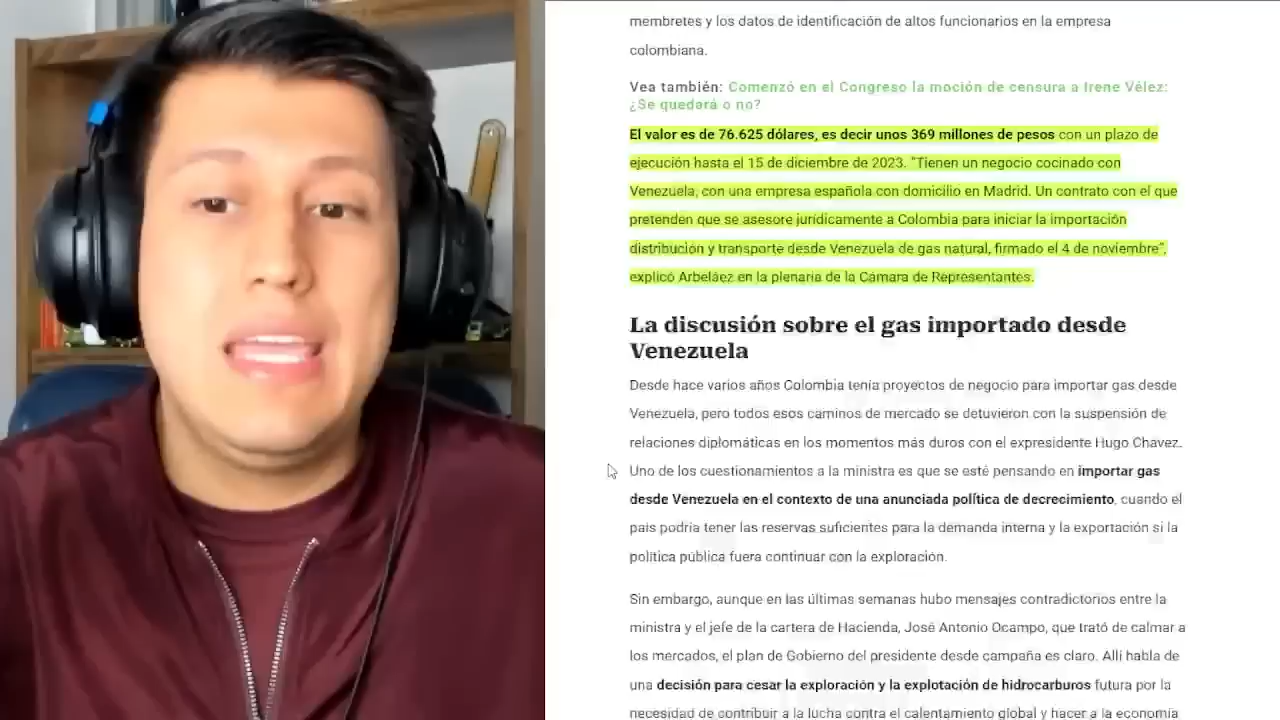 membretes y los datos de identificación de altos funcionarios en la empresa
colombiana.
Vea también: Comenzó en el Congreso la moción de censura a Irene Vélez:
¿Se quedará o no?
El valor es de 76.625 dólares, es decir unos 369 millones de pesos con un plazo de
ejecución hasta el 15 de diciembre de 2023. "Tienen un negocio cocinado con
Venezuela, con una empresa española con domicilio en Madrid. Un contrato con el que
pretenden que se asesore jurídicamente a Colombia para iniciar la importación
distribución y transporte desde Venezuela de gas natural, firmado el 4 de noviembre",
explicó Arbeláez en la plenaria de la Cámara de Representantes.
La discusión sobre el gas importado desde
Venezuela
Desde hace varios años Colombia tenía proyectos de negocio para importar gas desde
Venezuela, pero todos esos caminos de mercado se detuvieron con la suspensión de
relaciones diplomáticas en los momentos más duros con el expresidente Hugo Chavez.
Uno de los cuestionamientos a la ministra es que se esté pensando en importar gas
desde Venezuela en el contexto de una anunciada política de decrecimiento, cuando el
país podría tener las reservas suficientes para la demanda interna y la exportación si la
política pública fuera continuar con la exploración.
Sin embargo, aunque en las últimas semanas hubo mensajes contradictorios entre la
ministra y el jefe de la cartera de Hacienda, José Antonio Ocampo, que trató de calmar a
los mercados, el plan de Gobierno del presidente desde campaña es claro. Allí habla de
una decisión para cesar la exploración y la explotación de hidrocarburos futura por la
necesidad de contribuir a la lucha contra el calentamiento global y hacer a la economía